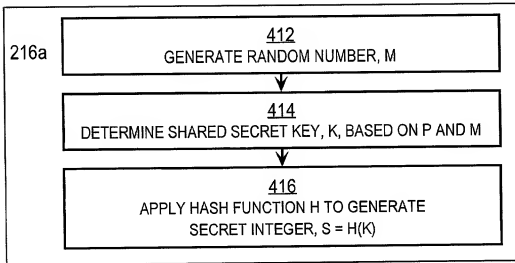 216a
412
GENERATE RANDOM NUMBER, M
414
DETERMINE SHARED SECRET KEY, K, BASED ON P AND M
416
APPLY HASH FUNCTION H TO GENERATE
SECRET INTEGER, S = H(K)